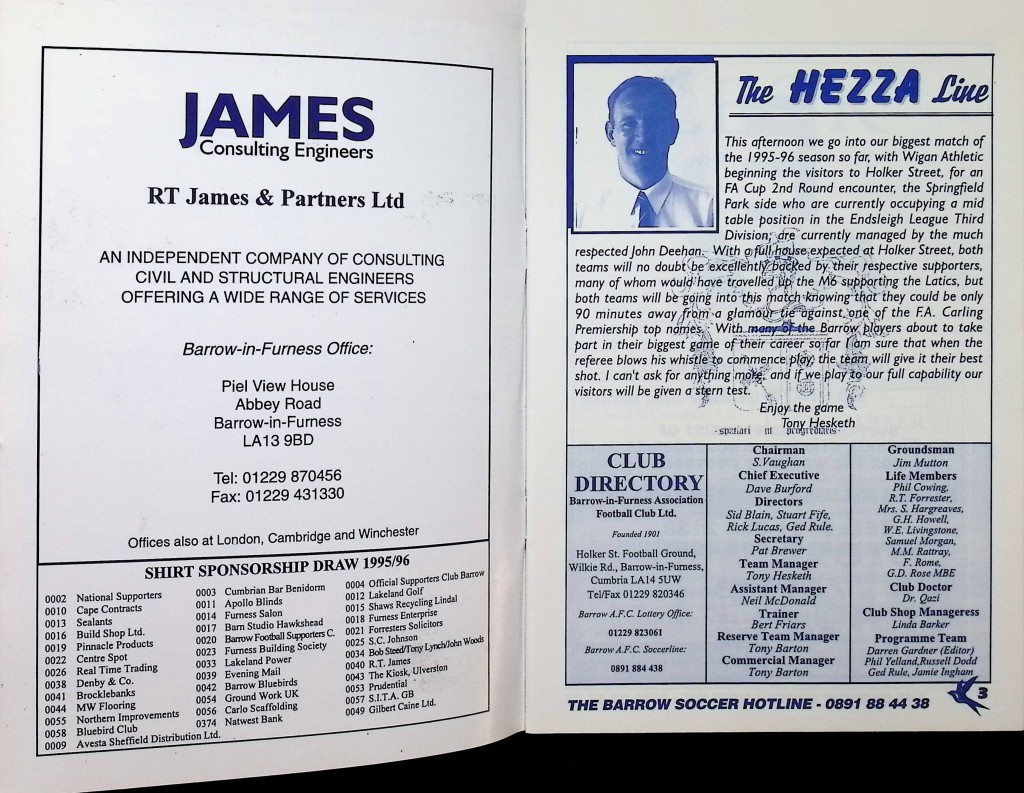 JAMES
Consulting Engineers
RT James & Partners Ltd
AN INDEPENDENT COMPANY OF CONSULTING
CIVIL AND STRUCTURAL ENGINEERS
OFFERING A WIDE RANGE OF SERVICES
Barrow-in-Furness Office:
Piel View House
Abbey Road
Barrow-in-Furness
LA13 9BD
Tel: 01229 870456
Fax: 01229 431330
Offices also at London, Cambridge and Winchester
SHIRT SPONSORSHIP DRAW 1995/96
0002 National Supporters
0010 Cape Contracts
0013 Sealants
0016 Build Shop Ltd.
0019 Pinnacle Products
0022 Centre Spot
0026 Real Time Trading
0038 Denby & Co.
0041 Brocklebanks
0044 MW Flooring
0055 Northern Improvements
0058 Bluebird Club
0009 Avesta Sheffield Distribution Ltd.
0003 Cumbrian Bar Benidorm
0011 Apollo Blinds
0014 Furness Salon
0017 Barn Studio Hawkshead
0020 Barrow Football Supporters C.
0023 Furness Building Society
0033 Lakeland Power
0039 Evening Mail
0042 Barrow Bluebirds
0054 Ground Work UK
0056 Carlo Scaffolding
0374 Natwest Bank
0004 Official Supporters Club Barrow
0012 Lakeland Golf
0015 Shaws Recycling Lindal
0018 Furness Enterprise
0021 Forresters Solicitors
0025 S.C. Johnson
0034 Bob Steed/Tony Lynch/John Woods
0040 R.T. James
0043 The Kiosk, Ulverston
0053 Prudential
0057 S.I.T.A. GB
0049 Gilbert Caine Ltd.
The HEZZA Line
This afternoon we go into our biggest match of
the 1995-96 season so far, with Wigan Athletic
beginning the visitors to Holker Street, for an
FA Cup 2nd Round encounter, the Springfield
Park side who are currently occupying a mid
table position in the Endsleigh League Third
Division, are currently managed by the much
respected John Deehan. With a full house expected at Holker Street, both
teams will no doubt be excellently backed by their respective supporters,
many of whom would have travelled up the M6 supporting the Latics, but
both teams will be going into this match knowing that they could be only
90 minutes away from a glamour tie against one of the F.A. Carling
Premiership top names. With many of the Barrow players about to take
part in their biggest game of their career so far I am sure that when the
referee blows his whistle to commence play, the team will give it their best
shot. I can't ask for anything more, and if we play to our full capability our
visitors will be given a stern test.
Enjoy the game
Tony Hesketh
CLUB
DIRECTORY
Barrow-in-Furness Association
Football Club Ltd.
Founded 1901
Holker St. Football Ground,
Wilkie Rd., Barrow-in-Furness,
Cumbria LA14 5UW
Tel/Fax 01229 820346
Barrow A.F.C. Lottery Office:
01229 823061
Barrow A.F.C. Soccerline:
0891 884 438
Chairman
S.Vaughan
Chief Executive
Dave Burford
Directors
Sid Blain, Stuart Fife,
Rick Lucas, Ged Rule.
Secretary
Pat Brewer
Team Manager
Tony Hesketh
Assistant Manager
Neil McDonald
Trainer
Bert Friars
Reserve Team Manager
Tony Barton
Commercial Manager
Tony Barton
Groundsman
Jim Mutton
Life Members
Phil Cowing,
R.T. Forrester,
Mrs. S. Hargreaves,
G.H. Howell,
W.E. Livingstone,
Samuel Morgan,
M.M. Rattray,
F. Rome,
G.D. Rose MBE
Club Doctor
Dr. Qazi
Club Shop Manageress
Linda Barker
Programme Team
Darren Gardner (Editor)
Phil Yelland,Russell Dodd
Ged Rule, Jamie Ingham
THE BARROW SOCCER HOTLINE - 0891 88 44 38
3